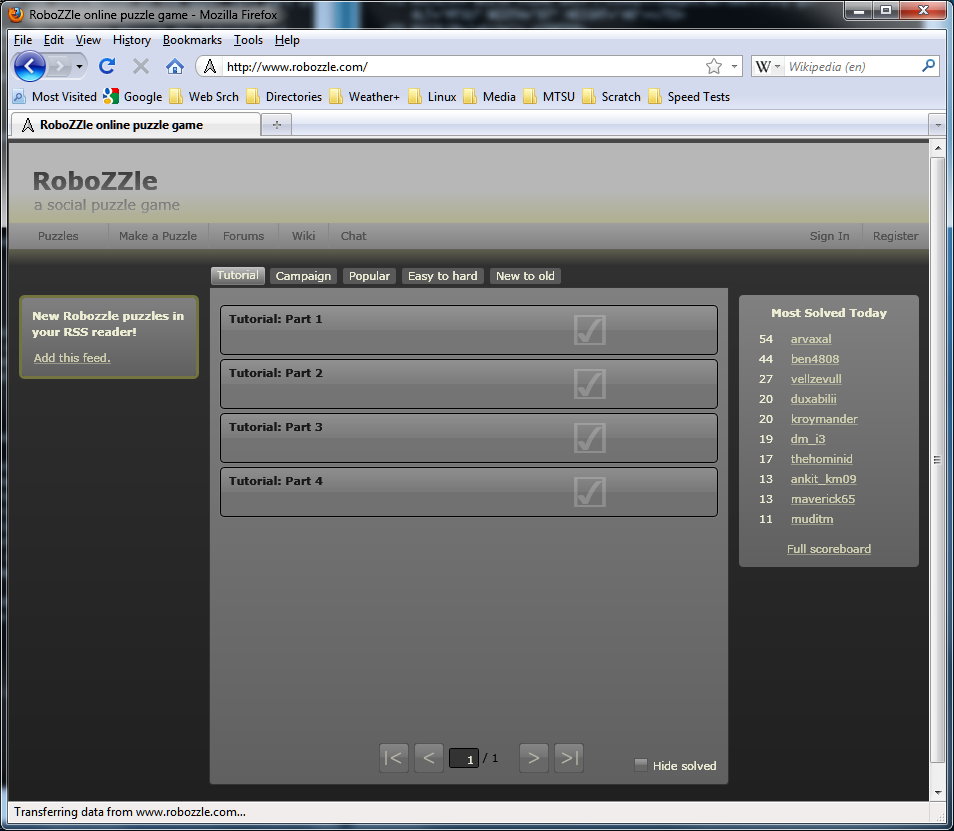 RoboZZle online puzzle game - Mozilla Firefox
File Edit View History Bookmarks Tools Help
http://www.robozzle.com/ W Wikipedia (en)
Most Visited Google Web Srch Directories Weather+ Linux Media MTSU Scratch Speed Tests
RoboZZle online puzzle game
RoboZZle
a social puzzle game
Puzzles Make a Puzzle Forums Wiki Chat Sign In Register
Tutorial Campaign Popular Easy to hard New to old
New Robozzle puzzles in
your RSS reader!
Add this feed.
Tutorial: Part 1
Tutorial: Part 2
Tutorial: Part 3
Tutorial: Part 4
|< < 1 / 1 > >|
Hide solved
Most Solved Today
54 arvaxal
44 ben4808
27 vellzevull
20 duxabilii
20 kroymander
19 dm_i3
17 thehominid
13 ankit_km09
13 maverick65
11 muditm
Full scoreboard
Transferring data from www.robozzle.com...